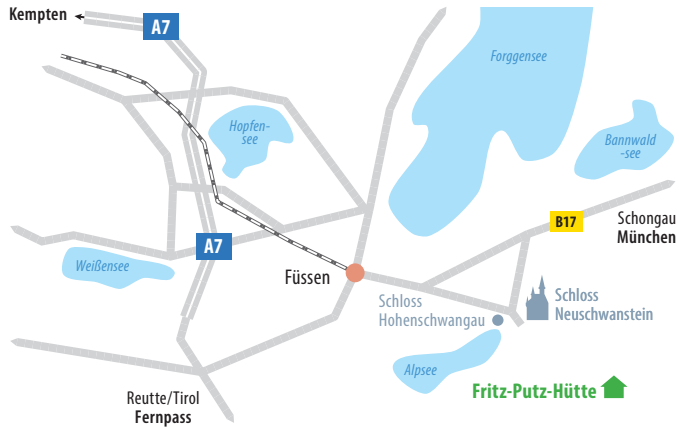 Kempten
A7
Forggensee
Hopfen-
see
Bannwald
-see
B17
Schongau
München
A7
Weißensee
Füssen
Schloss
Hohenschwangau
Schloss
Neuschwanstein
Alpsee
Fritz-Putz-Hütte
Reutte/Tirol
Fernpass